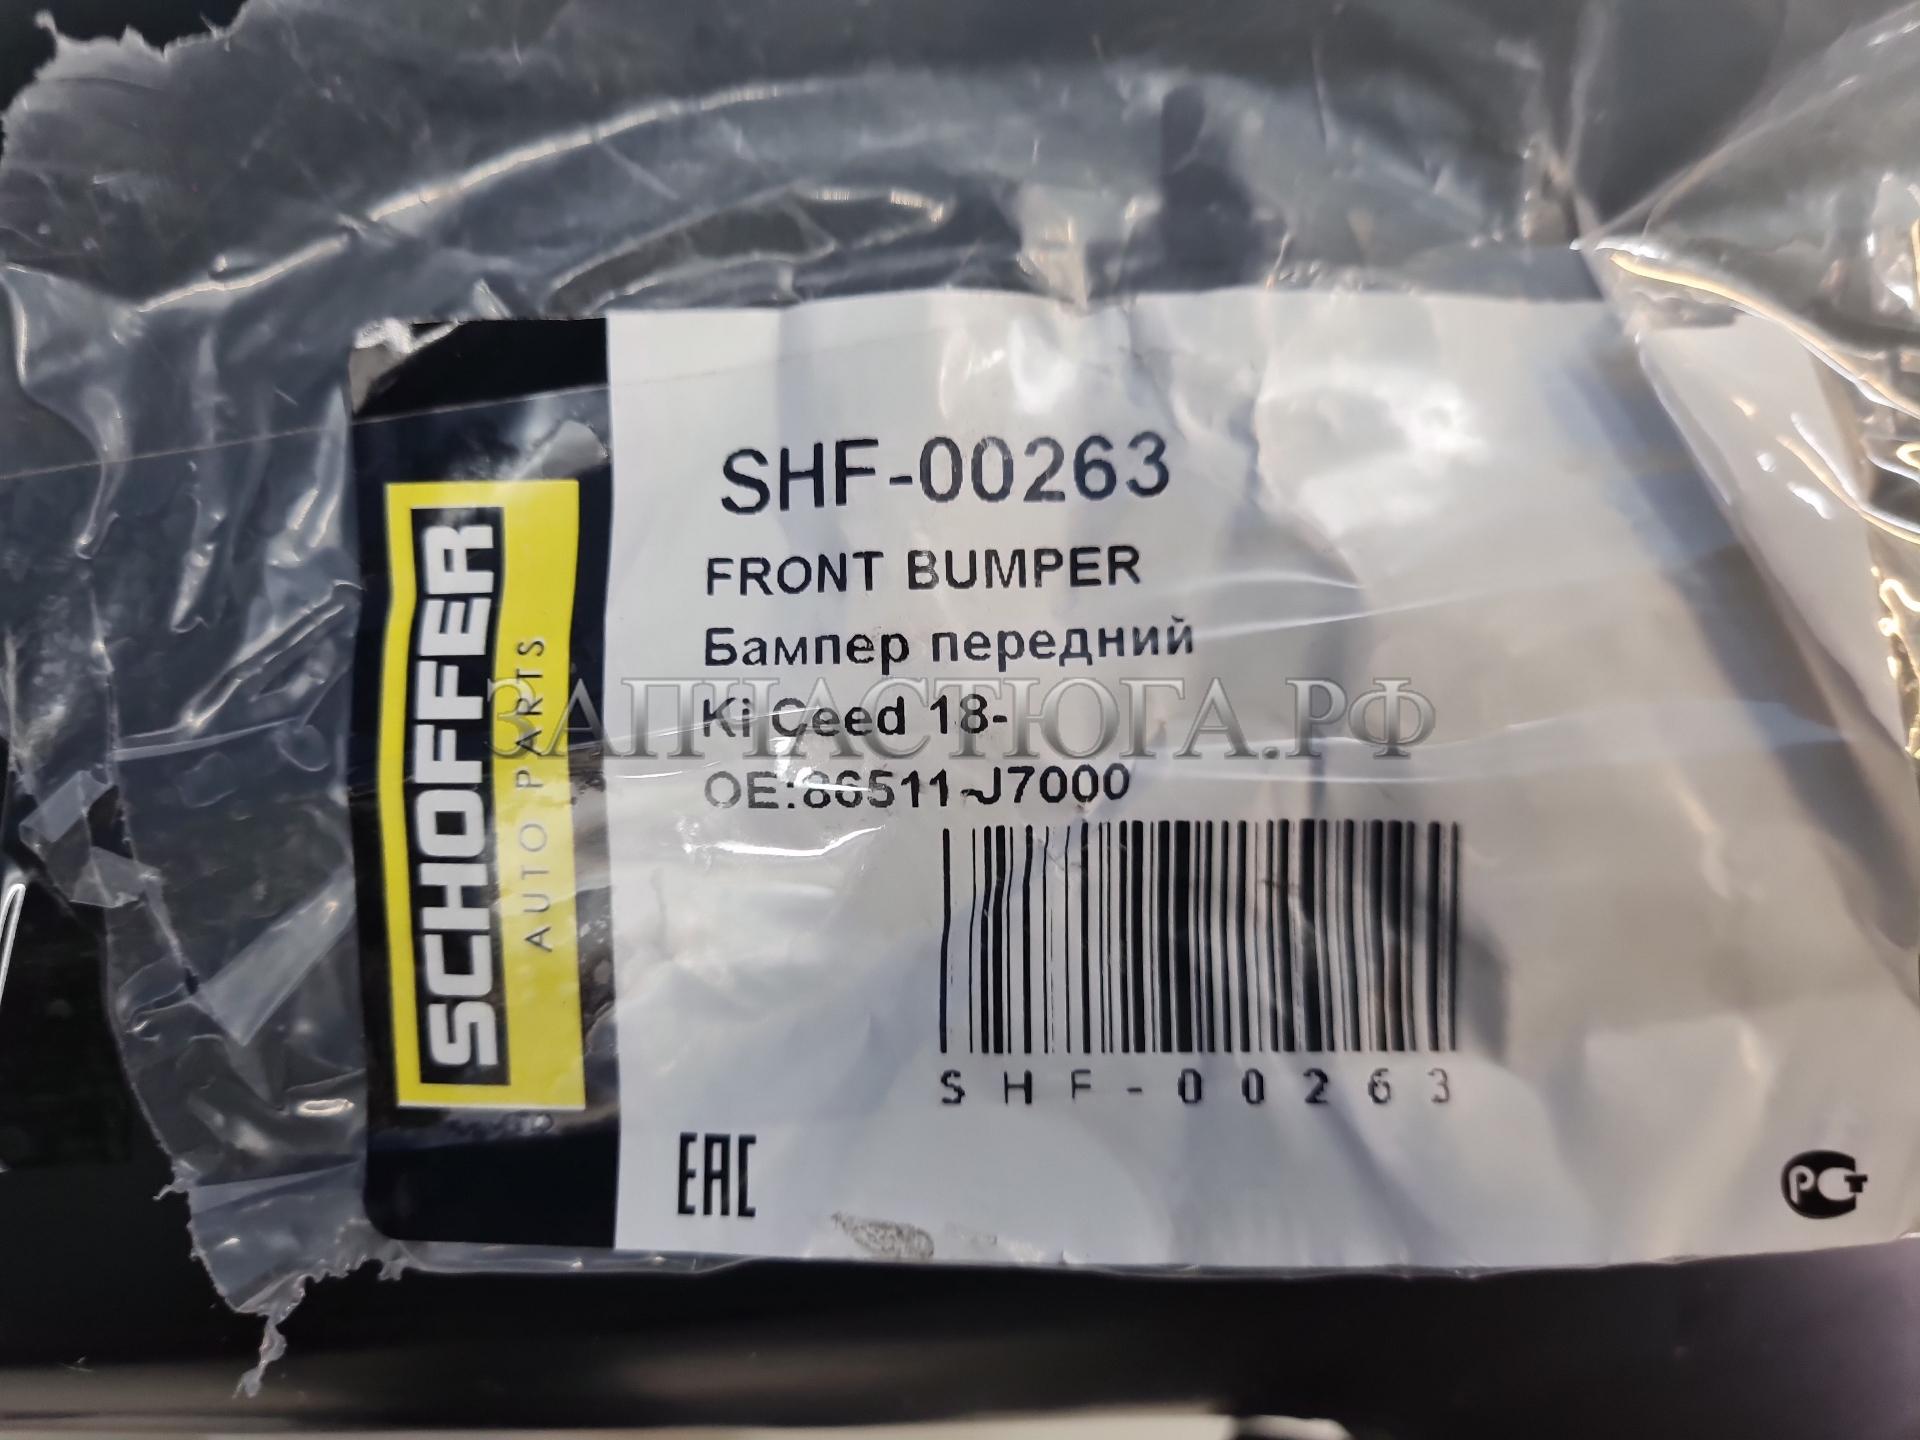 SCHOFFER
AUTO PARTS
SHF-00263
FRONT BUMPER
Бампер передний
Ki Ceed 18-
OE:86511-J7000
ЗАПЧАСТЮГА.РФ
SHF-00263
EAC
РСТ